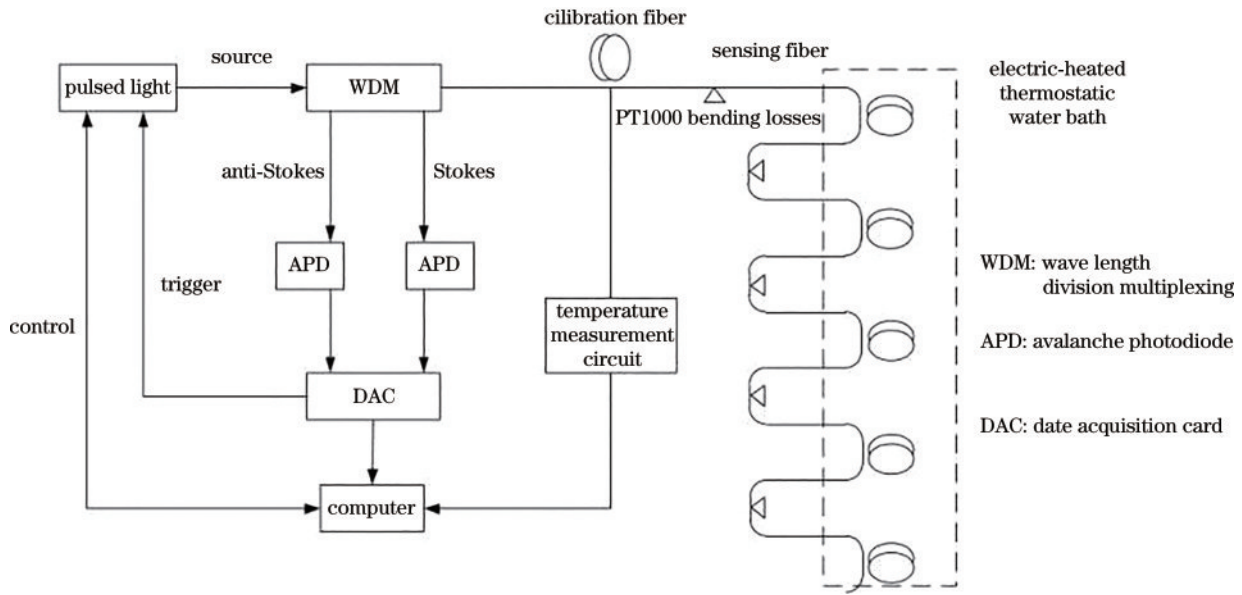 cilibration fiber
source
sensing fiber
pulsed light
WDM
electric-heated
thermostatic
water bath
PT1000 bending losses
anti-Stokes
Stokes
APD
APD
trigger
control
temperature
measurement
circuit
WDM: wave length
division multiplexing
APD: avalanche photodiode
DAC
DAC: date acquisition card
computer